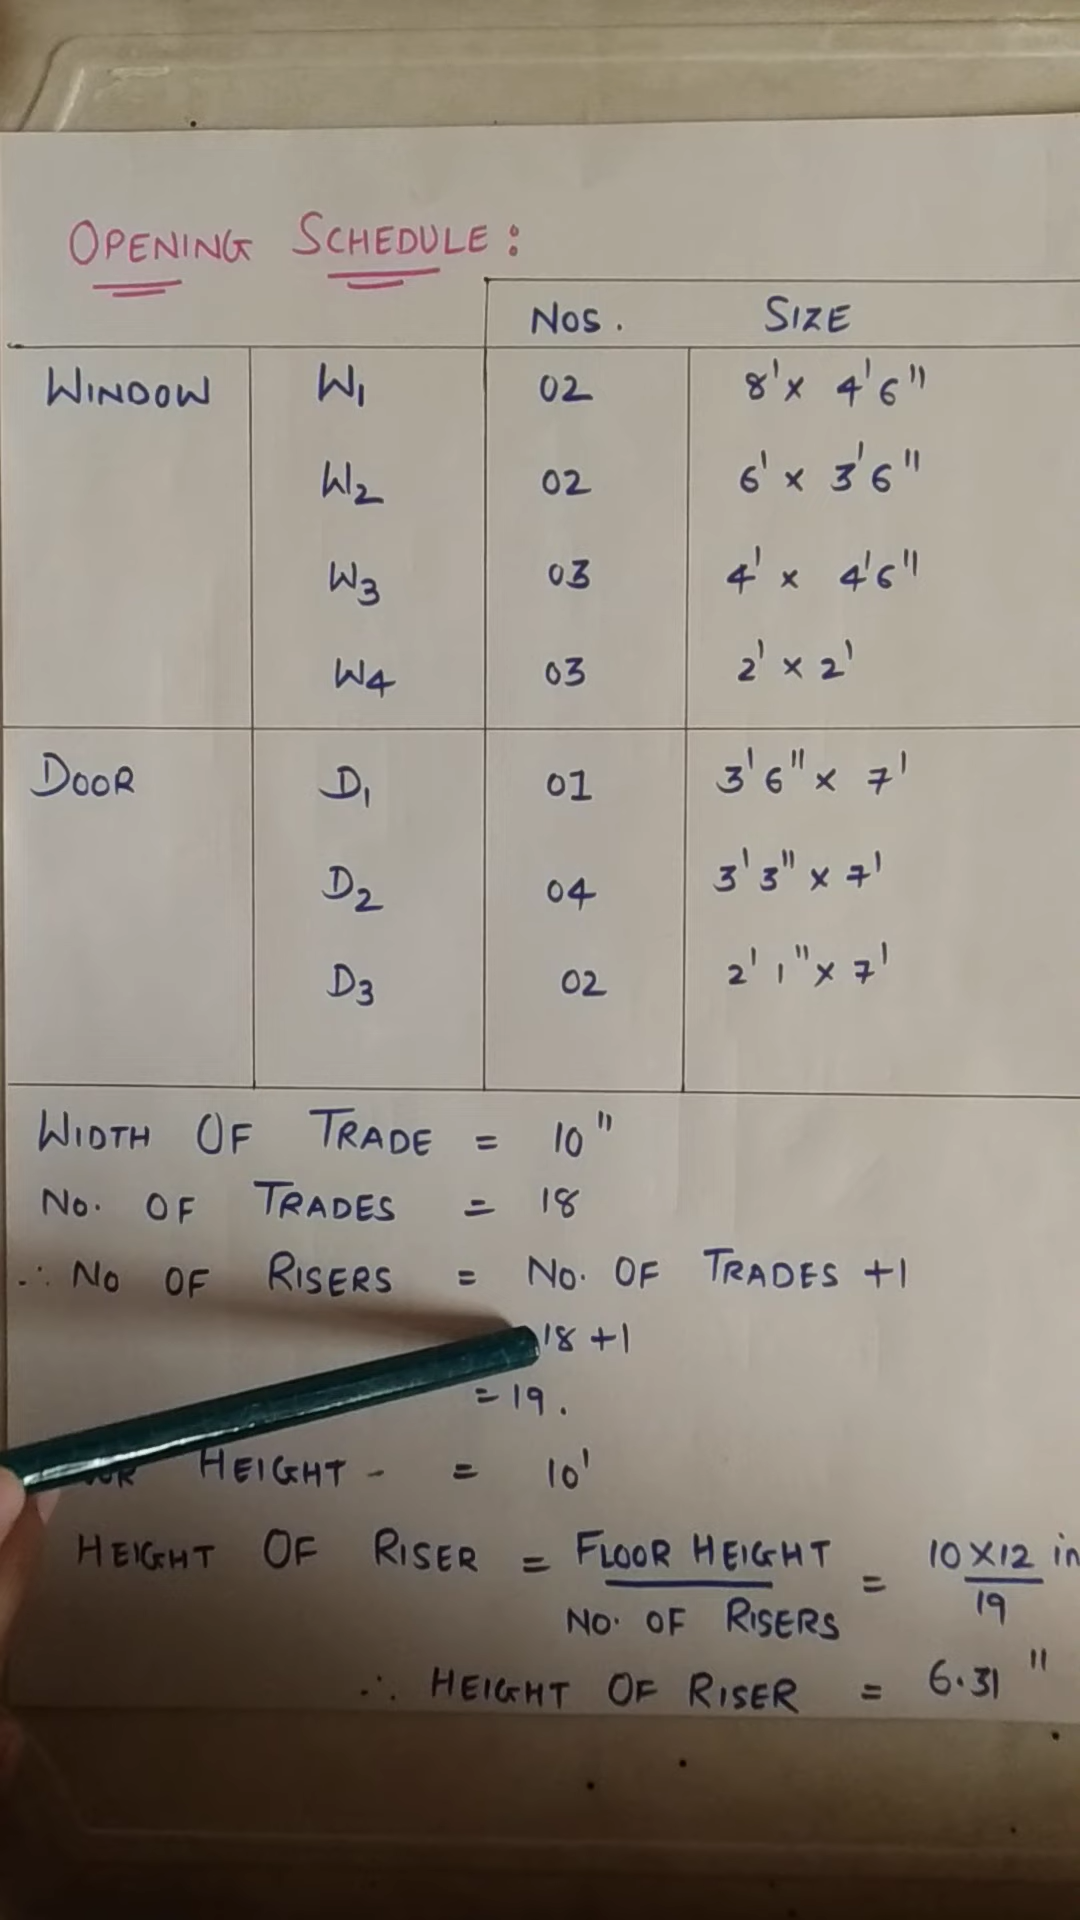 OPENING SCHEDULE:
NOS. SIZE
WINDOW W1 02 8' x 4'6"
W2 02 6' x 3'6"
W3 03 4' x 4'6"
W4 03 2' x 2'
DOOR D1 01 3'6" x 7'
D2 04 3'3" x 7'
D3 02 2'1" x 7'
WIDTH OF TRADE = 10"
NO. OF TRADES = 18
∴ NO OF RISERS = NO. OF TRADES +1
18 +1
= 19.
HEIGHT - = 10'
HEIGHT OF RISER = FLOOR HEIGHT / NO. OF RISERS = 10 X 12 in / 19
∴ HEIGHT OF RISER = 6.31"